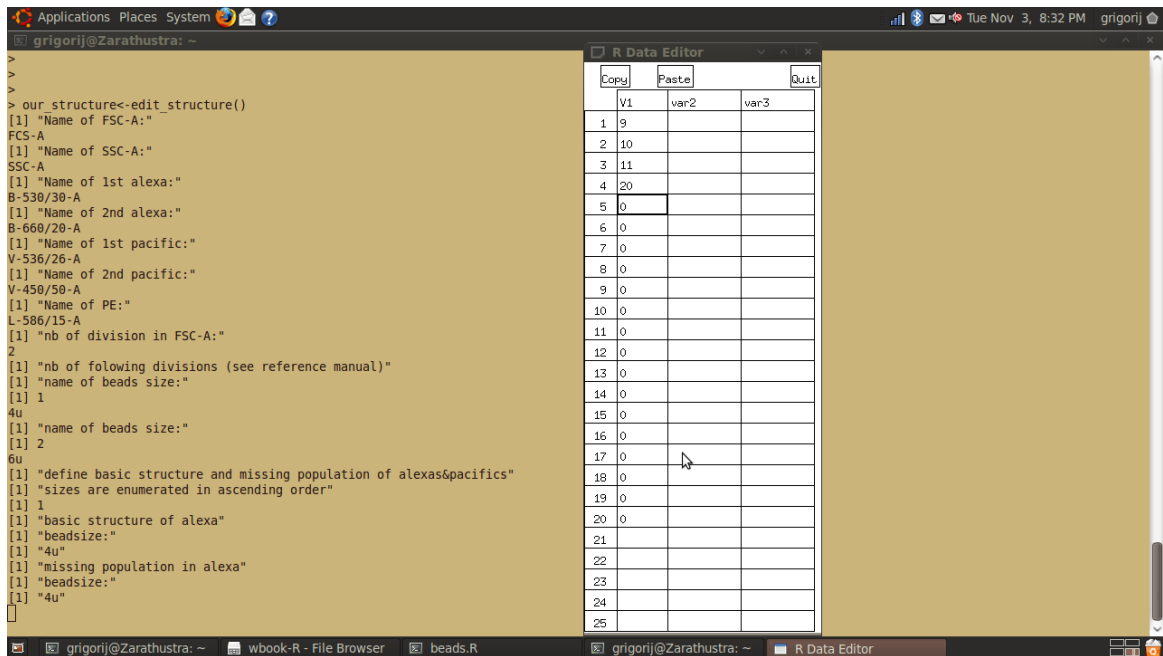 Applications Places System
Tue Nov 3, 8:32 PM grigorij
grigorij@Zarathustra: ~
>
>
>
> our_structure<-edit_structure()
[1] "Name of FSC-A:"
FCS-A
[1] "Name of SSC-A:"
SSC-A
[1] "Name of 1st alexa:"
B-530/30-A
[1] "Name of 2nd alexa:"
B-660/20-A
[1] "Name of 1st pacific:"
V-536/26-A
[1] "Name of 2nd pacific:"
V-450/50-A
[1] "Name of PE:"
L-586/15-A
[1] "nb of division in FSC-A:"
2
[1] "nb of folowing divisions (see reference manual)"
[1] "name of beads size:"
[1] 1
4u
[1] "name of beads size:"
[1] 2
6u
[1] "define basic structure and missing population of alexas&pacifics"
[1] "sizes are enumerated in ascending order"
[1] 1
[1] "basic structure of alexa"
[1] "beadsize:"
[1] "4u"
[1] "missing population in alexa"
[1] "beadsize:"
[1] "4u"
R Data Editor
Copy Paste Quit
V1 var2 var3
1 9
2 10
3 11
4 20
5 0
6 0
7 0
8 0
9 0
10 0
11 0
12 0
13 0
14 0
15 0
16 0
17 0
18 0
19 0
20 0
21
22
23
24
25
grigorij@Zarathustra: ~ wbook-R - File Browser beads.R grigorij@Zarathustra: ~ R Data Editor